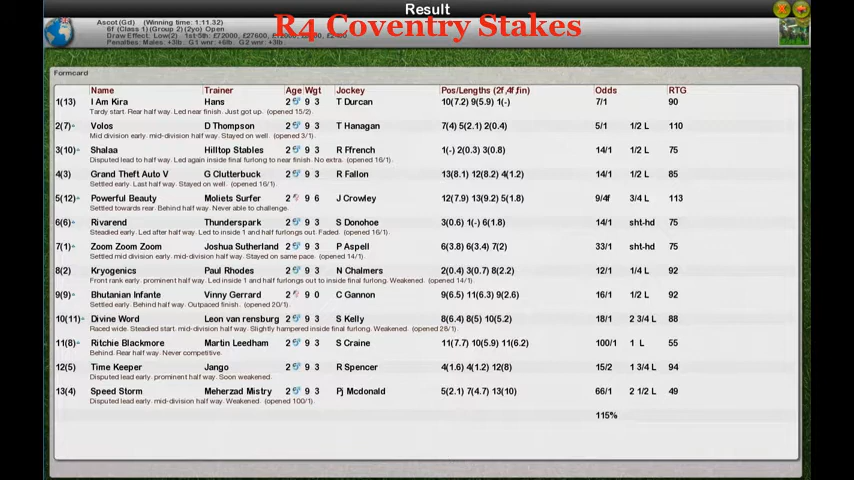 Result
Ascot(Gd) (Winning time: 1:11.32)
R4 Coventry Stakes
6f (Class 1) (Group 2) (2yo) Open
Draw Effect: Low(2) 1st-5th: £72000, £27600,
Penalties: Males: +3lb G1 wnr: +6lb G2 wnr: +3lb
Formcard
Name Trainer Age Wgt Jockey Pos/Lengths (2f,4f,fin) Odds RTG
1(13) I Am Kira Hans 2 9 3 T Durcan 10(7.2) 9(5.9) 1(-) 7/1 90
Tardy start. Rear half way. Led near finish. Just got up. (opened 15/2)
2(7) Volos D Thompson 2 9 3 T Hanagan 7(4) 5(2.1) 2(0.4) 5/1 1/2 L 110
Mid division early. mid-division half way. Stayed on well. (opened 3/1)
3(10) Shalaa Hilltop Stables 2 9 3 R Ffrench 1(-) 2(0.3) 3(0.8) 14/1 1/2 L 75
Disputed lead to half way. Led again inside final furlong to near finish. No extra. (opened 16/1)
4(3) Grand Theft Auto V G Clutterbuck 2 9 3 R Fallon 13(8.1) 12(8.2) 4(1.2) 14/1 1/2 L 85
Settled early. Last half way. Stayed on well. (opened 16/1)
5(12) Powerful Beauty Moliets Surfer 2 9 6 J Crowley 12(7.9) 13(9.2) 5(1.8) 9/4f 3/4 L 113
Settled towards rear. Behind half way. Never able to challenge.
6(6) Rivarend Thunderspark 2 9 3 S Donohoe 3(0.6) 1(-) 6(1.8) 14/1 sht-hd 75
Steadied early. Led after half way. Led to inside 1 and half furlongs out. Faded. (opened 16/1)
7(1) Zoom Zoom Zoom Joshua Sutherland 2 9 3 P Aspell 6(3.8) 6(3.4) 7(2) 33/1 sht-hd 75
Settled mid division early. mid-division half way. Stayed on same pace. (opened 14/1)
8(2) Kryogenics Paul Rhodes 2 9 3 N Chalmers 2(0.4) 3(0.7) 8(2.2) 12/1 1/4 L 92
Front rank early. prominent half way. Led inside 1 and half furlongs out to inside final furlong. Weakened. (opened 14/1)
9(9) Bhutanian Infante Vinny Gerrard 2 9 0 C Gannon 9(6.5) 11(6.3) 9(2.6) 16/1 1/2 L 92
Settled early. Behind half way. Outpaced finish. (opened 20/1)
10(11) Divine Word Leon van rensburg 2 9 3 S Kelly 8(6.4) 8(5) 10(5.2) 18/1 2 3/4 L 88
Raced wide. Steadied start. mid-division half way. Slightly hampered inside final furlong. Weakened. (opened 28/1)
11(8) Ritchie Blackmore Martin Leedham 2 9 3 S Craine 11(7.7) 10(5.9) 11(6.2) 100/1 1 L 55
Behind. Rear half way. Never competitive.
12(5) Time Keeper Jango 2 9 3 R Spencer 4(1.6) 4(1.2) 12(8) 15/2 1 3/4 L 94
Disputed lead early. prominent half way. Soon weakened.
13(4) Speed Storm Meherzad Mistry 2 9 3 Pj Mcdonald 5(2.1) 7(4.7) 13(10) 66/1 2 1/2 L 49
Disputed lead early. mid-division half way. Weakened. (opened 100/1)
115%